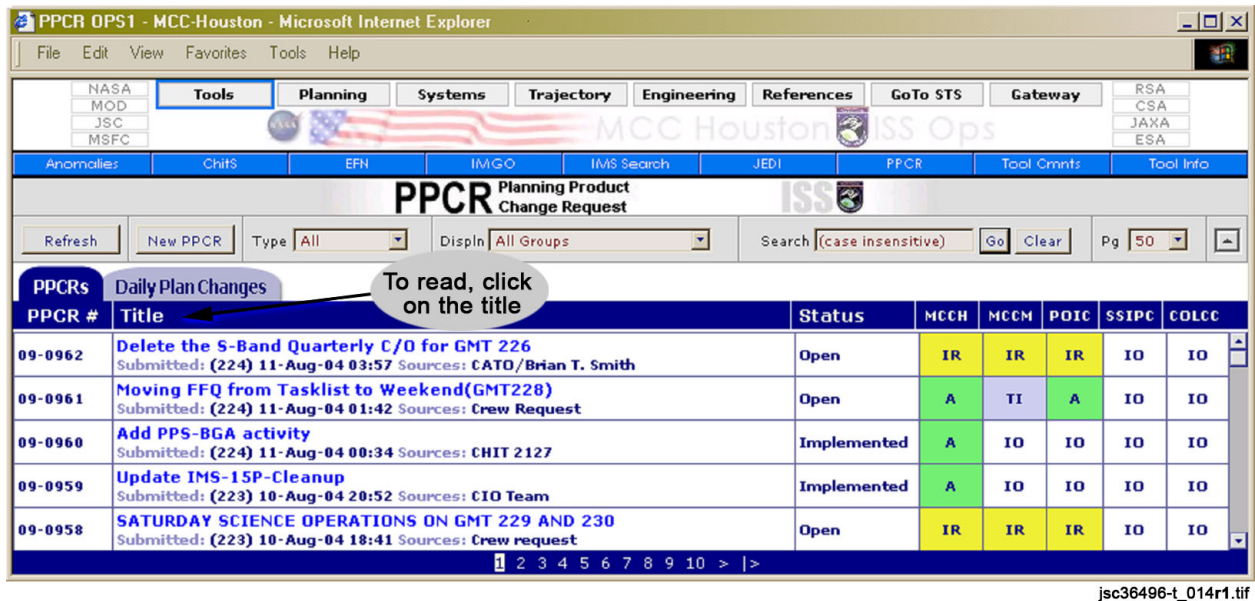 PPCR OPS1 - MCC-Houston - Microsoft Internet Explorer
File Edit View Favorites Tools Help
NASA
MOD
JSC
MSFC
Tools Planning Systems Trajectory Engineering References GoTo STS Gateway
RSA
CSA
JAXA
ESA
MCC Houston ISS Ops
Anomalies ChitS EFN IMGO IMS Search JEDI PPCR Tool Cmnts Tool Info
PPCR Planning Product
Change Request
ISS
Refresh New PPCR Type All Displn All Groups Search (case insensitive) Go Clear Pg 50
PPCRs Daily Plan Changes
To read, click
on the title
PPCR # Title Status MCCH MCCM POIC SSIPC COLCC
09-0962 Delete the S-Band Quarterly C/O for GMT 226 Open IR IR IR IO IO
Submitted: (224) 11-Aug-04 03:57 Sources: CATO/Brian T. Smith
09-0961 Moving FFQ from Tasklist to Weekend(GMT228) Open A TI A IO IO
Submitted: (224) 11-Aug-04 01:42 Sources: Crew Request
09-0960 Add PPS-BGA activity Implemented A IO IO IO IO
Submitted: (224) 11-Aug-04 00:34 Sources: CHIT 2127
09-0959 Update IMS-15P-Cleanup Implemented A IO IO IO IO
Submitted: (223) 10-Aug-04 20:52 Sources: CIO Team
09-0958 SATURDAY SCIENCE OPERATIONS ON GMT 229 AND 230 Open IR IR IR IO IO
Submitted: (223) 10-Aug-04 18:41 Sources: Crew request
1 2 3 4 5 6 7 8 9 10 > |>
jsc36496-t_014r1.tif